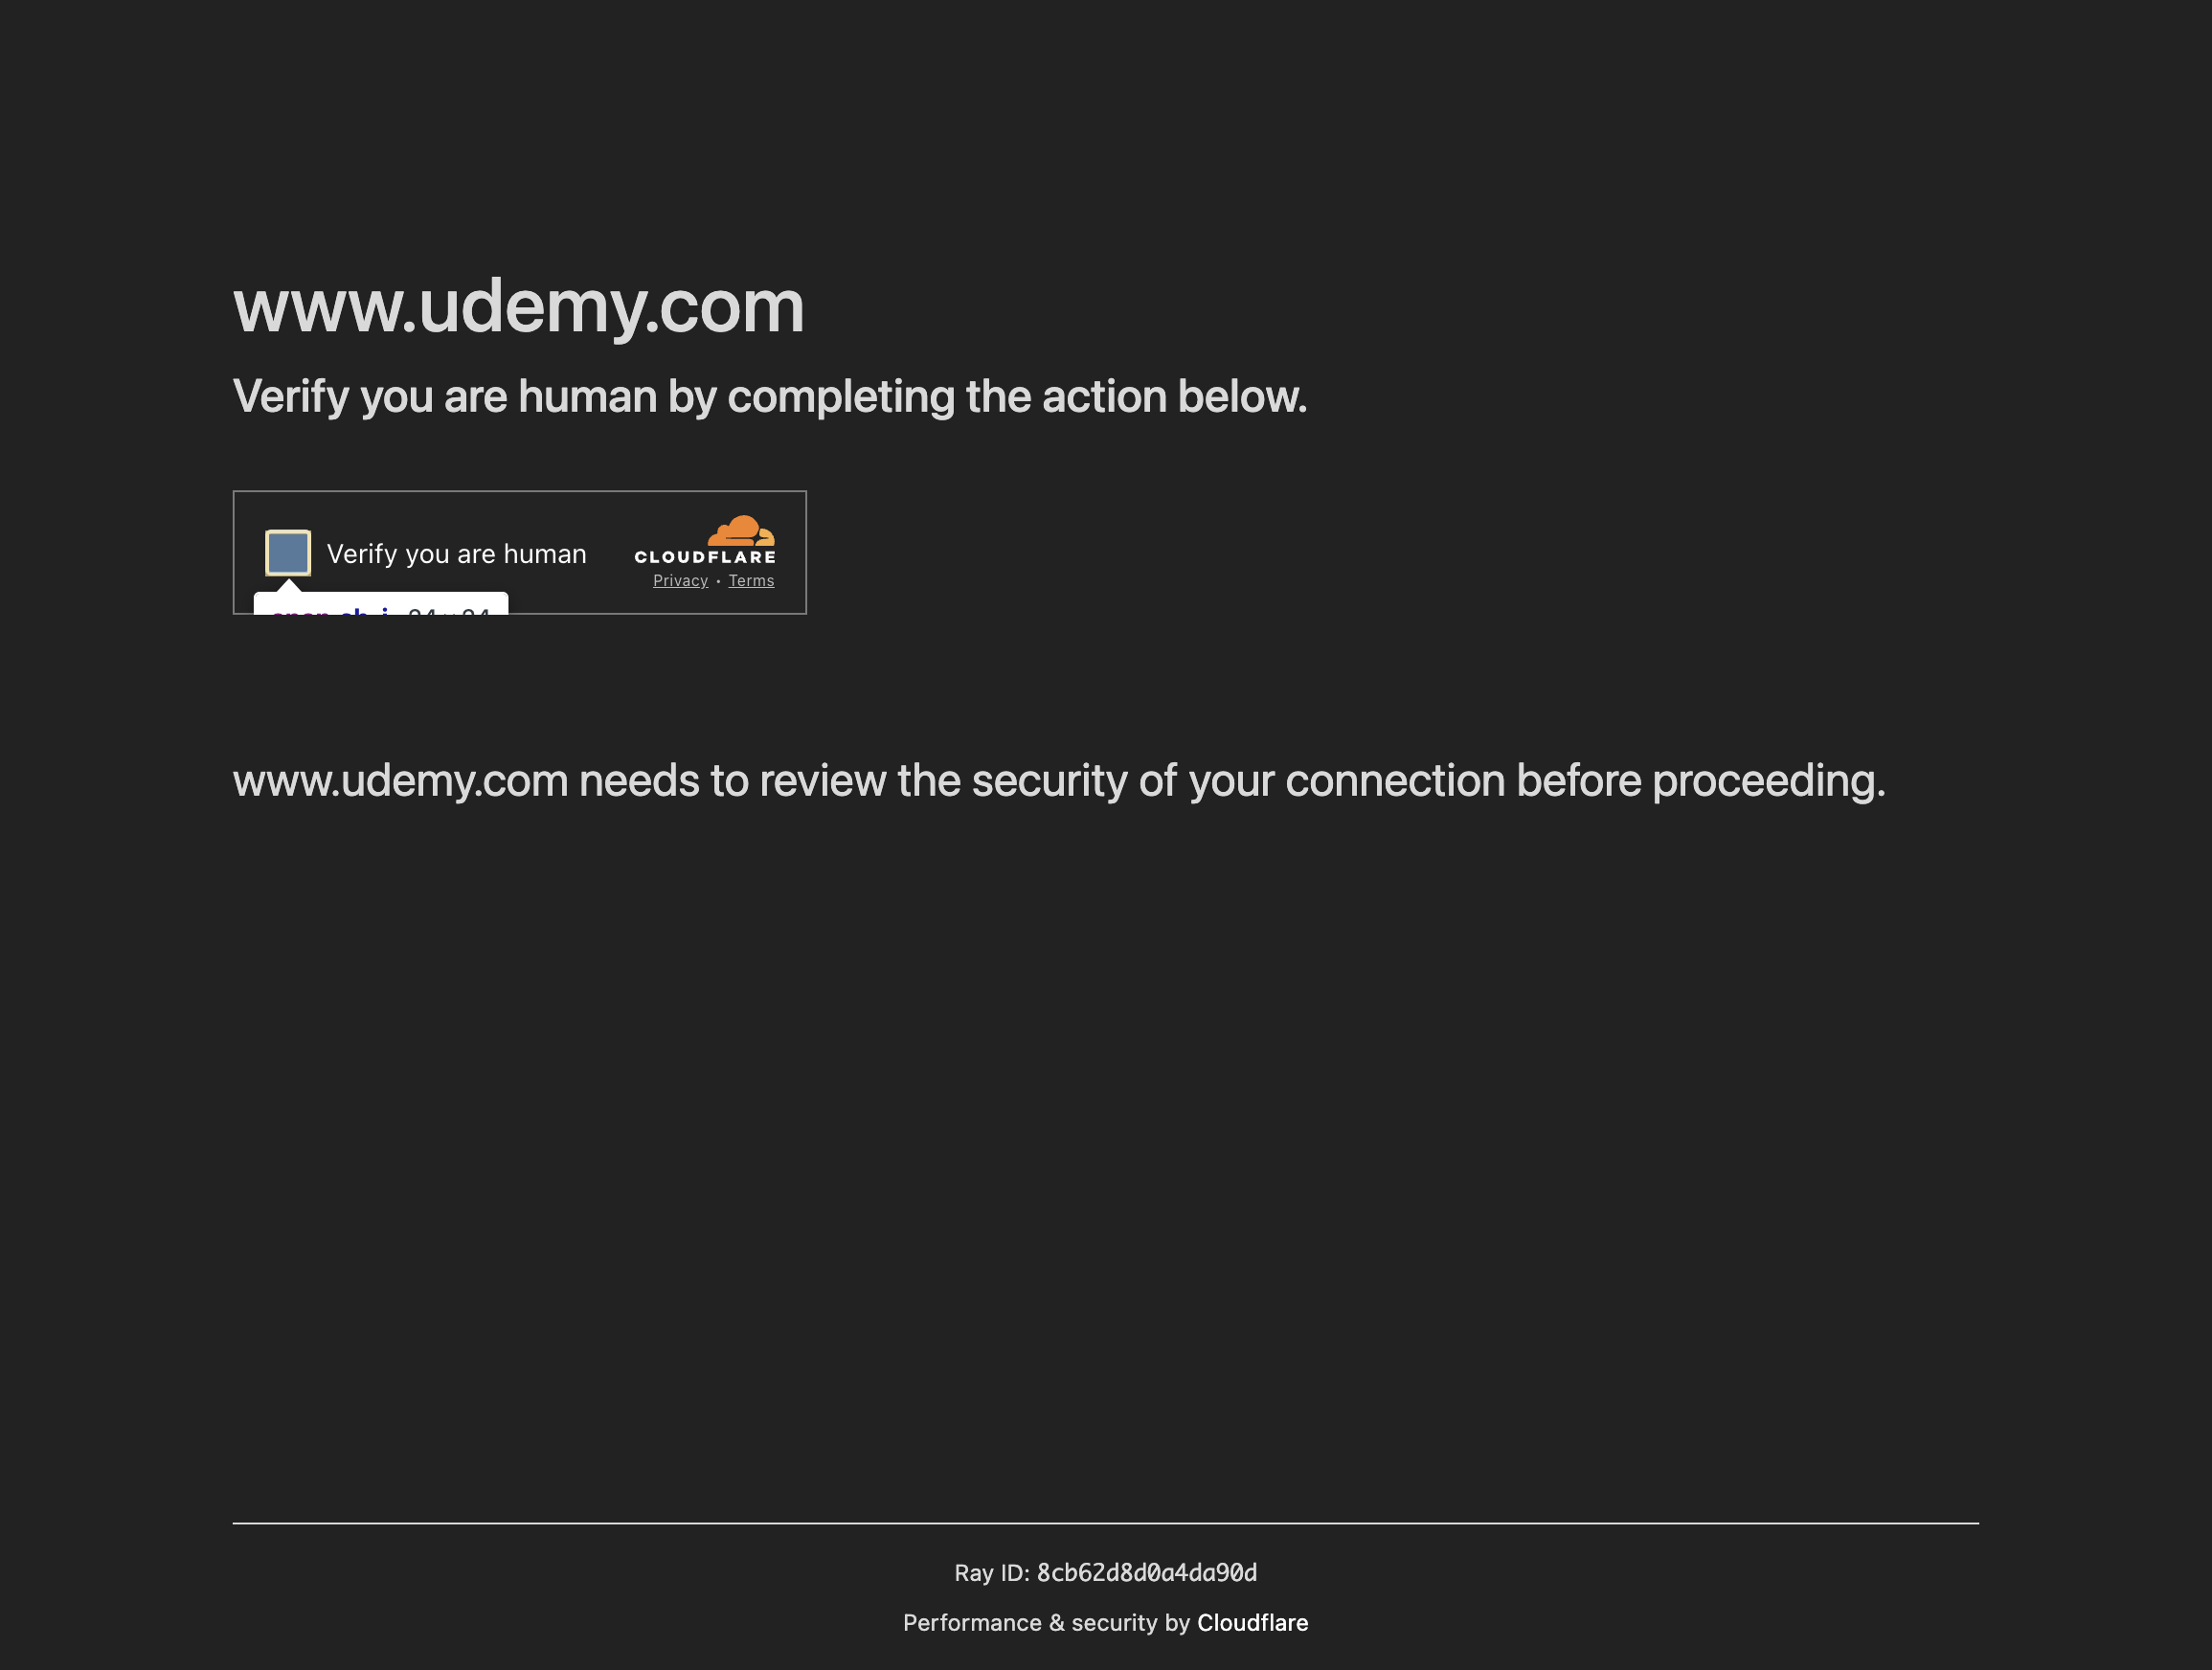 www.udemy.com
Verify you are human by completing the action below.
Verify you are human
CLOUDFLARE
Privacy • Terms
www.udemy.com needs to review the security of your connection before proceeding.
Ray ID: 8cb62d8d0a4da90d
Performance & security by Cloudflare